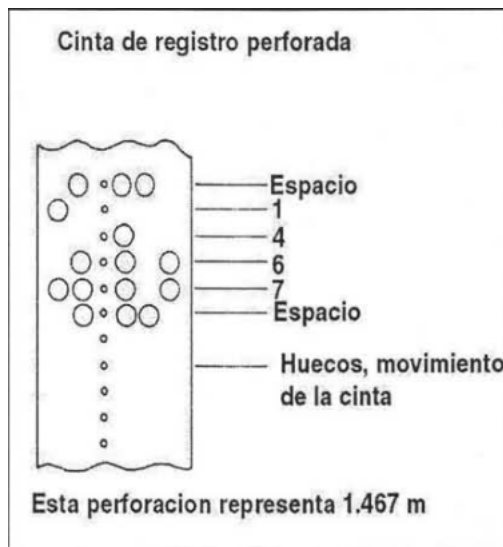 Cinta de registro perforada
Espacio
1
4
6
7
Espacio
Huecos, movimiento
de la cinta
Esta perforacion representa 1.467 m